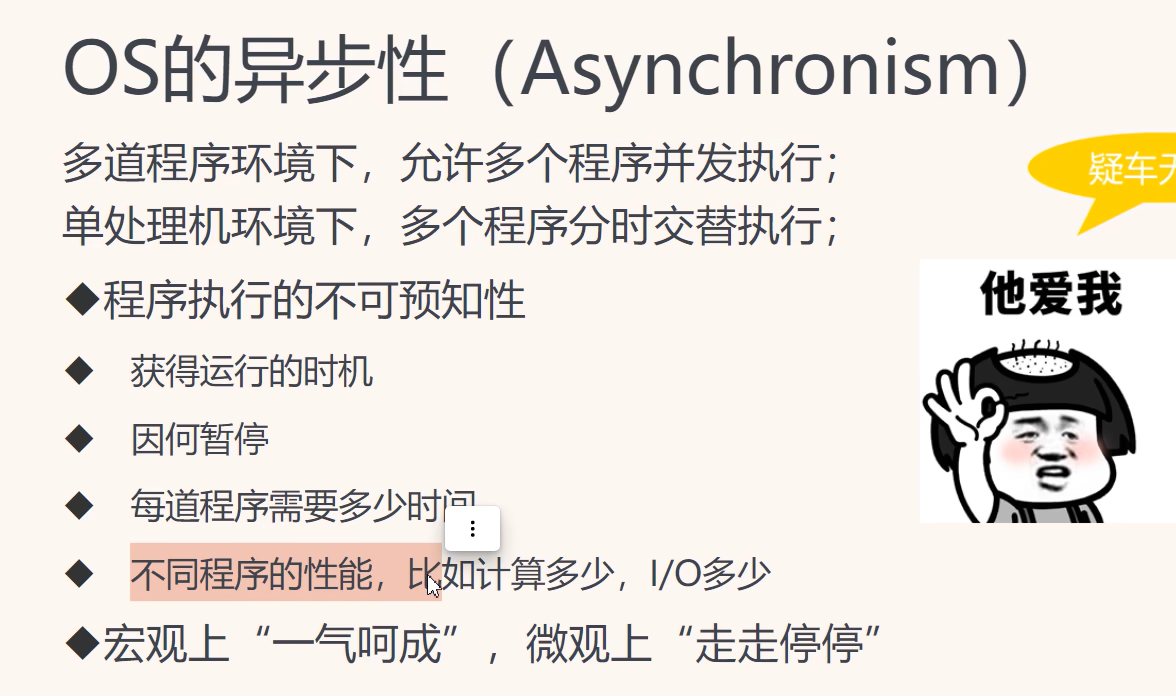 OS的异步性（Asynchronism）
多道程序环境下，允许多个程序并发执行；
单处理机环境下，多个程序分时交替执行；
疑车
◆程序执行的不可预知性
他爱我
◆ 获得运行的时机
◆ 因何暂停
◆ 每道程序需要多少时间
◆ 不同程序的性能，比如计算多少，I/O多少
◆宏观上“一气呵成”，微观上“走走停停”